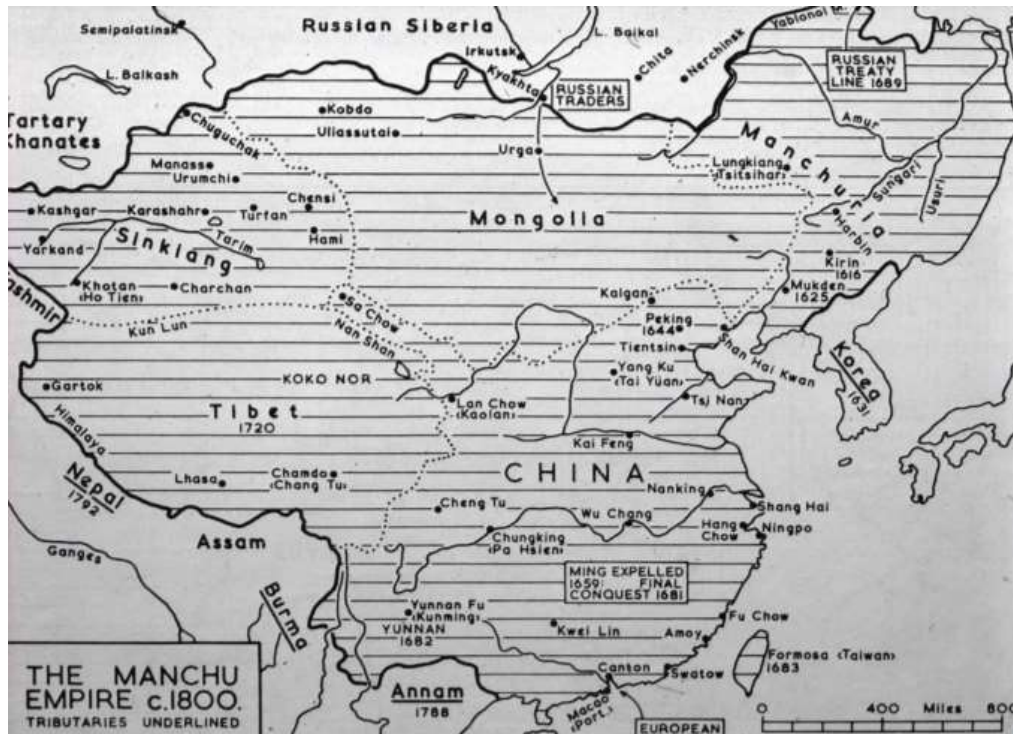 Semipalatinsk
Russian Siberia
L. Baikal
Yablonoi
Irkutsk
Kyakhta
Chita
Nerchinsk
RUSSIAN
TREATY
LINE 1689
L. Balkash
RUSSIAN
TRADERS
Tartary
Khanates
Chuguchak
Kobdo
Uliassutai
Amur
Manchuria
Urga
Manass
Urumchi
Lungkiang
(Tsitsihar)
Sungari
Usuri
Kashgar
Karashahr
Turfan
Chensi
Mongolia
Harbin
Yarkand
Sinkiang
Tarim
Hami
Kirin
1616
Khotan
(Ho Tien)
Charchan
Mukden
1625
Kashmir
Kun Lun
Sa Chow
Nan Shan
Kalgan
Peking
1644
Shan Hai Kwan
Tientsin
Korea
1631
KOKO NOR
Yang Ku
(Tai Yüan)
Gartok
Tibet
1720
Lan Chow
(Kaolan)
Tsi Nan
Himalaya
Kai Feng
CHINA
Lhasa
Chamdo
(Chang Tu)
Nanking
Nepal
1792
Cheng Tu
Wu Chang
Shang Hai
Hang
Chow
Ningpo
Assam
Chungking
(Pa Hsien)
Ganges
MING EXPELLED
1659: FINAL
CONQUEST 1681
Burma
Yunnan Fu
(Kunming)
YUNNAN
1682
Kwei Lin
Fu Chow
Amoy
Formosa (Taiwan)
1683
Canton
Swatow
Annam
1788
Macao
(Port.)
EUROPEAN
THE MANCHU
EMPIRE c.1800.
TRIBUTARIES UNDERLINED
0 400 Miles 800